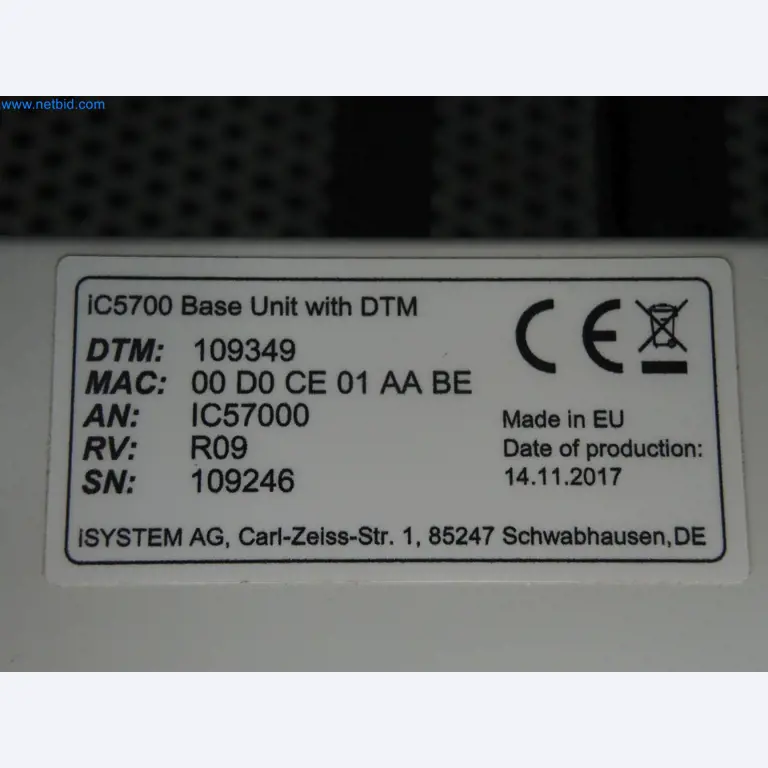 www.netbid.com
iC5700 Base Unit with DTM
DTM: 109349
MAC: 00 D0 CE 01 AA BE
AN: IC57000
RV: R09
SN: 109246
CE
Made in EU
Date of production:
14.11.2017
iSYSTEM AG, Carl-Zeiss-Str. 1, 85247 Schwabhausen,DE